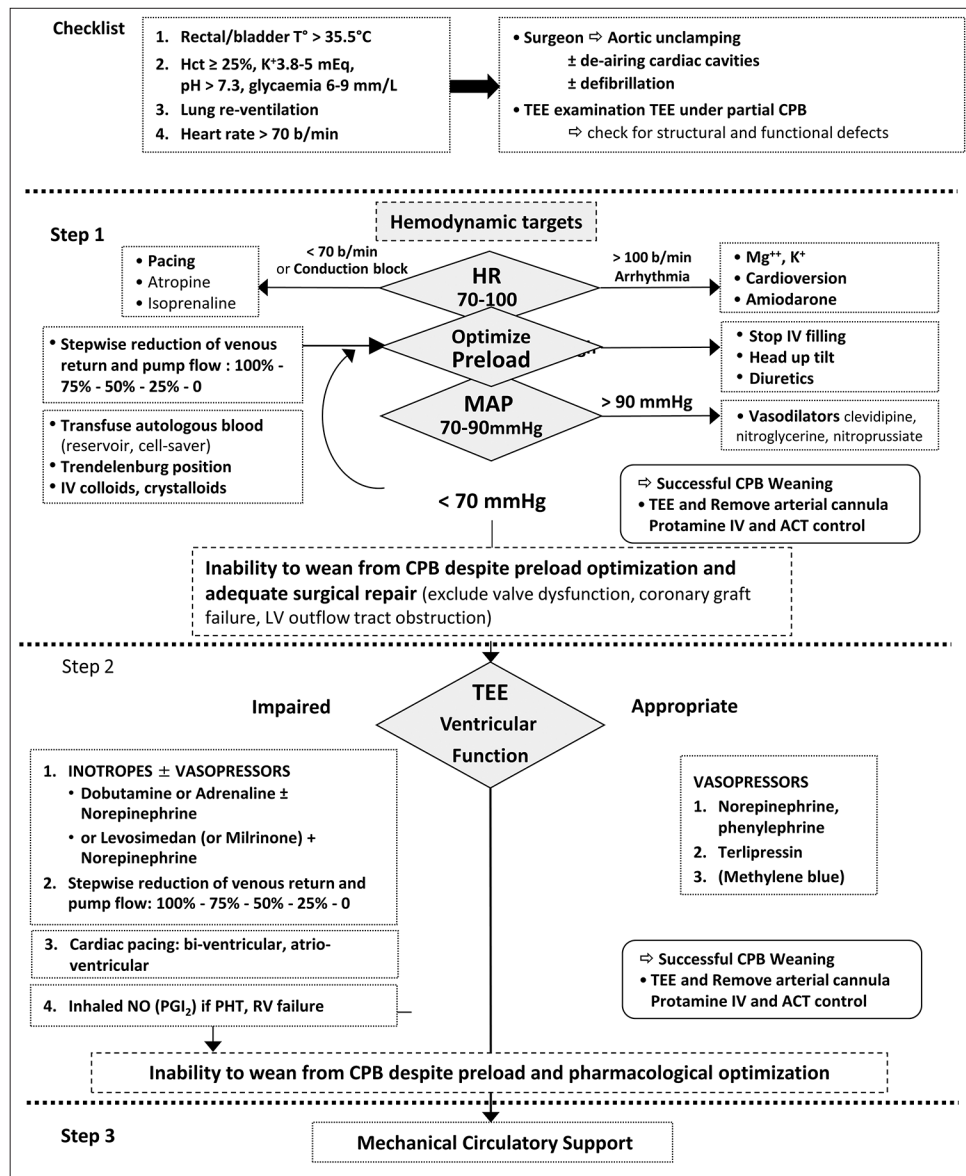 Checklist
1. Rectal/bladder T° > 35.5°C
2. Hct ≥ 25%, K⁺3.8-5 mEq,
pH > 7.3, glycaemia 6-9 mm/L
3. Lung re-ventilation
4. Heart rate > 70 b/min
• Surgeon ⇨ Aortic unclamping
± de-airing cardiac cavities
± defibrillation
• TEE examination TEE under partial CPB
⇨ check for structural and functional defects
Step 1
Hemodynamic targets
< 70 b/min
or Conduction block
• Pacing
• Atropine
• Isoprenaline
HR
70-100
> 100 b/min
Arrhythmia
• Mg⁺⁺, K⁺
• Cardioversion
• Amiodarone
• Stepwise reduction of venous
return and pump flow : 100% -
75% - 50% - 25% - 0
Optimize
Preload
• Stop IV filling
• Head up tilt
• Diuretics
• Transfuse autologous blood
(reservoir, cell-saver)
• Trendelenburg position
• IV colloids, crystalloids
MAP
70-90mmHg
> 90 mmHg
• Vasodilators clevidipine,
nitroglycerine, nitroprussiate
< 70 mmHg
⇨ Successful CPB Weaning
• TEE and Remove arterial cannula
Protamine IV and ACT control
Inability to wean from CPB despite preload optimization and
adequate surgical repair (exclude valve dysfunction, coronary graft
failure, LV outflow tract obstruction)
Step 2
Impaired
TEE
Ventricular
Function
Appropriate
1. INOTROPES ± VASOPRESSORS
• Dobutamine or Adrenaline ±
Norepinephrine
• or Levosimedan (or Milrinone) +
Norepinephrine
2. Stepwise reduction of venous return and
pump flow: 100% - 75% - 50% - 25% - 0
3. Cardiac pacing: bi-ventricular, atrio-
ventricular
4. Inhaled NO (PGI₂) if PHT, RV failure
VASOPRESSORS
1. Norepinephrine,
phenylephrine
2. Terlipressin
3. (Methylene blue)
⇨ Successful CPB Weaning
• TEE and Remove arterial cannula
Protamine IV and ACT control
Inability to wean from CPB despite preload and pharmacological optimization
Step 3
Mechanical Circulatory Support